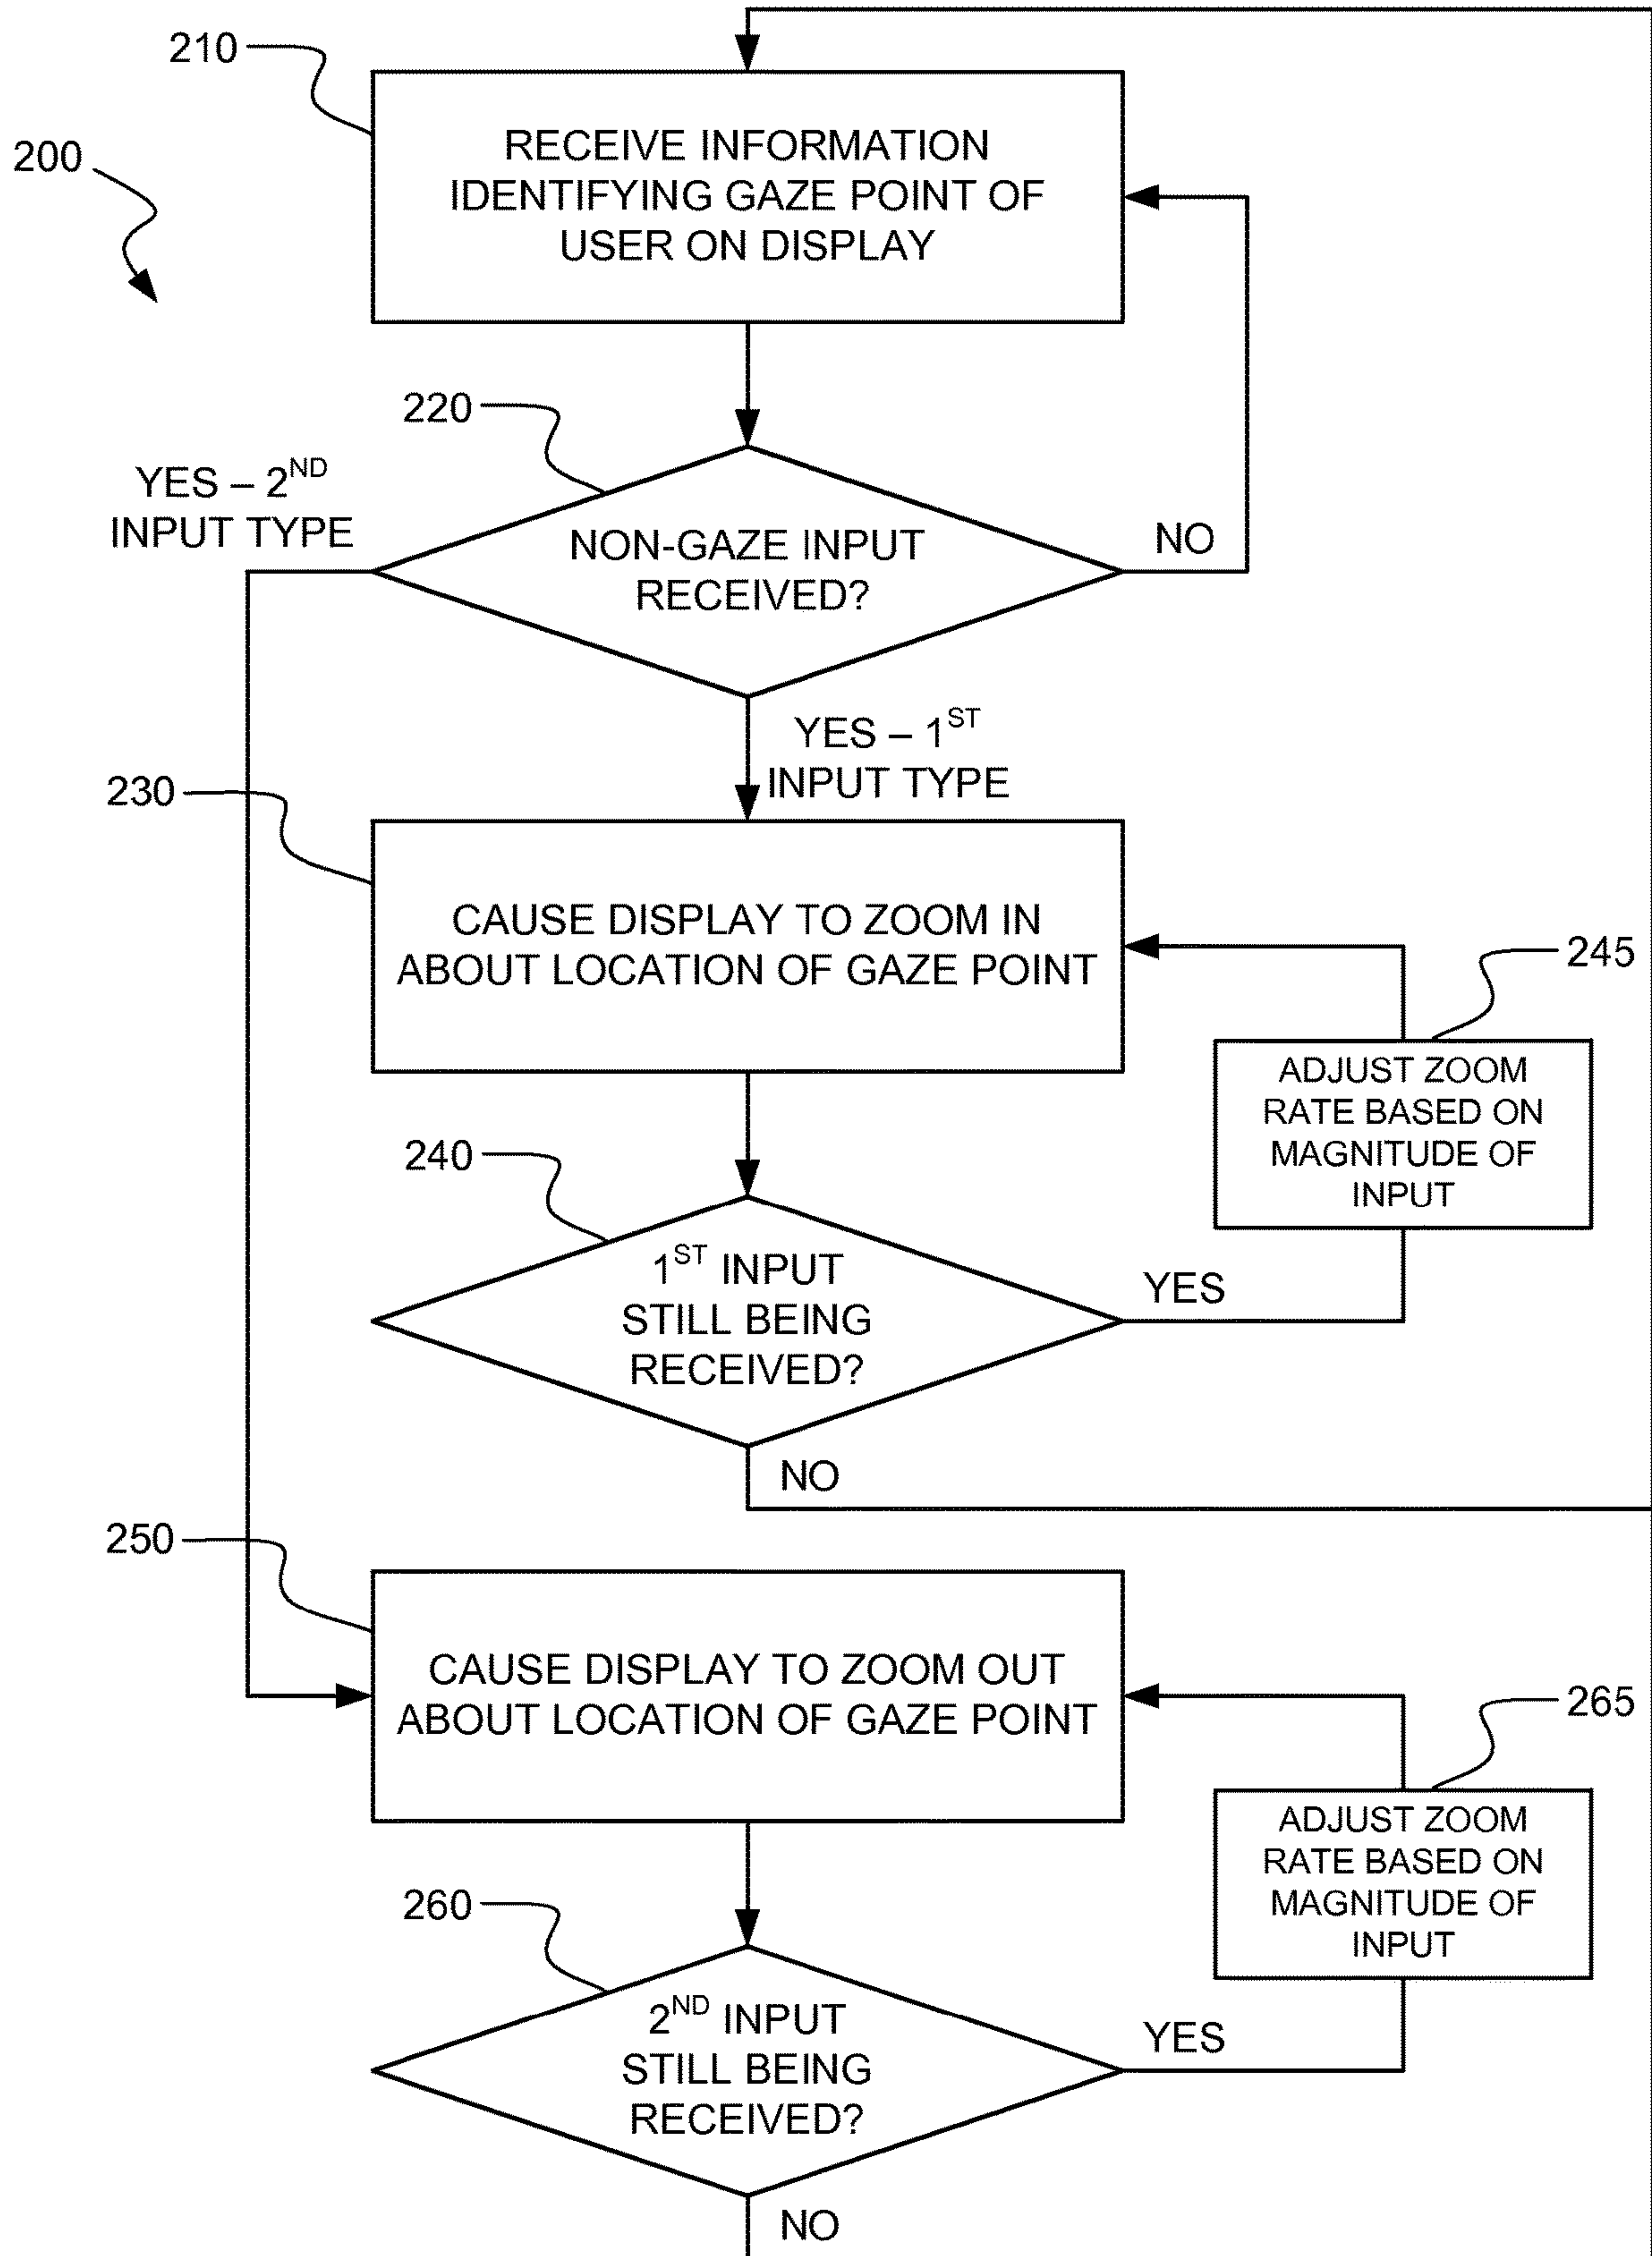 210
200
RECEIVE INFORMATION
IDENTIFYING GAZE POINT OF
USER ON DISPLAY
220
YES – 2ND
INPUT TYPE
NON-GAZE INPUT
RECEIVED?
NO
YES – 1ST
INPUT TYPE
230
CAUSE DISPLAY TO ZOOM IN
ABOUT LOCATION OF GAZE POINT
245
ADJUST ZOOM
RATE BASED ON
MAGNITUDE OF
INPUT
240
1ST INPUT
STILL BEING
RECEIVED?
YES
NO
250
CAUSE DISPLAY TO ZOOM OUT
ABOUT LOCATION OF GAZE POINT
265
ADJUST ZOOM
RATE BASED ON
MAGNITUDE OF
INPUT
260
2ND INPUT
STILL BEING
RECEIVED?
YES
NO